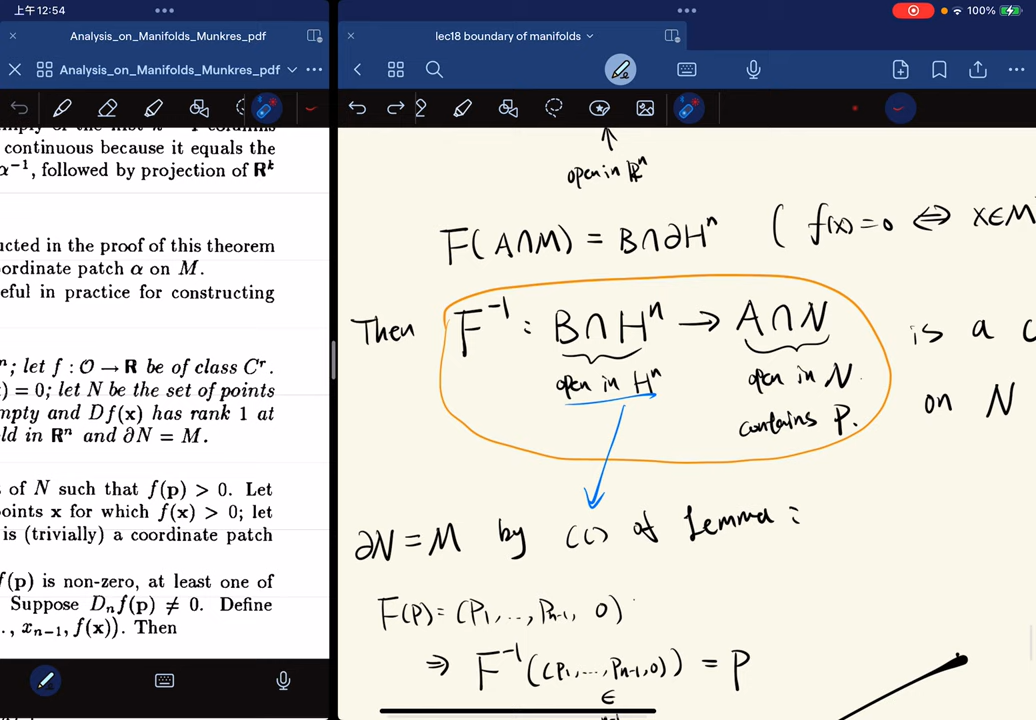 上午12:54
100%
Analysis_on_Manifolds_Munkres_pdf
Analysis_on_Manifolds_Munkres_pdf
continuous because it equals the
α⁻¹, followed by projection of Rᵏ
ucted in the proof of this theorem
ordinate patch α on M.
eful in practice for constructing
ⁿ; let f : O → R be of class Cʳ.
) = 0; let N be the set of points
mpty and Df(x) has rank 1 at
ld in Rⁿ and ∂N = M.
of N such that f(p) > 0. Let
points x for which f(x) > 0; let
is (trivially) a coordinate patch
f(p) is non-zero, at least one of
Suppose Dₙf(p) ≠ 0. Define
., xₙ₋₁, f(x)). Then
lec18 boundary of manifolds
open in Rⁿ
F(A∩M) = B∩∂Hⁿ ( f(x)=0 ⇔ x∈M
Then F⁻¹ : B∩Hⁿ → A∩N is a c
open in Hⁿ open in N on N
contains P.
∂N = M by (c) of Lemma :
F(p) = (P₁,..., Pₙ₋₁, 0)
⇒ F⁻¹((P₁,...,Pₙ₋₁,0)) = P
∈